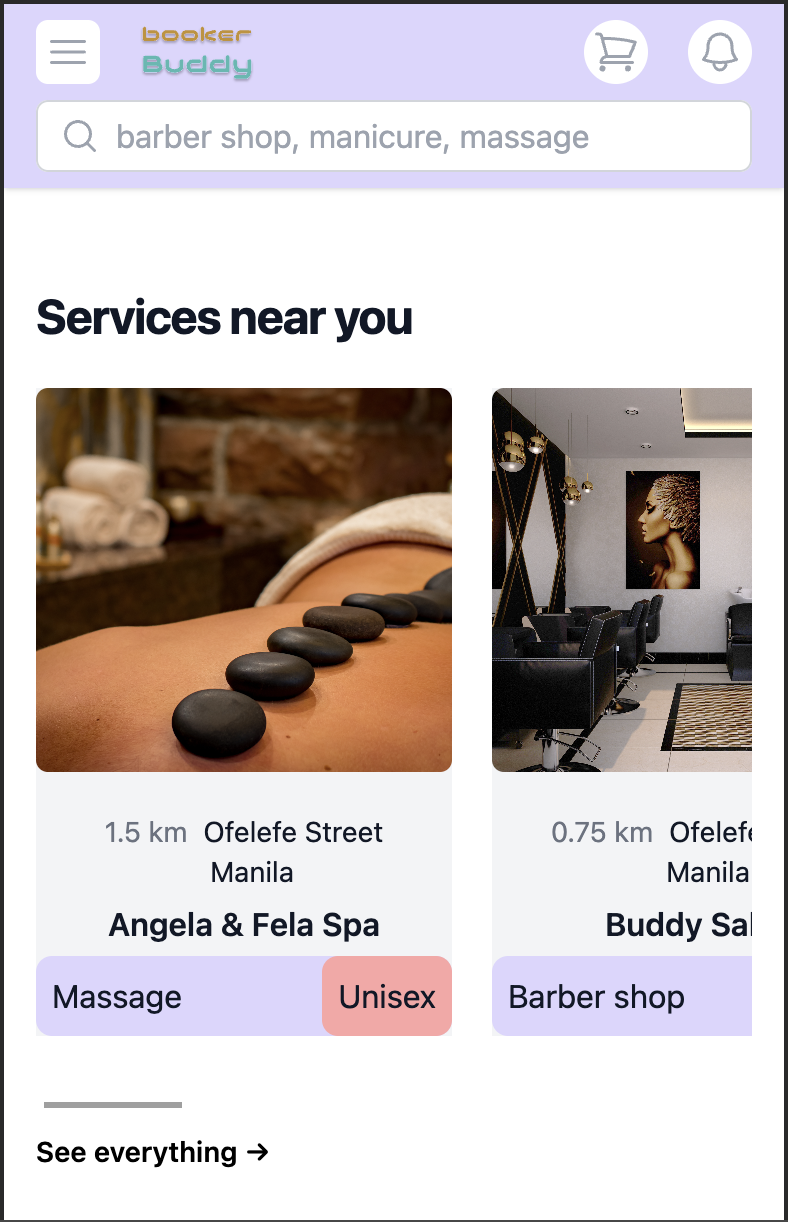 booker
Buddy
barber shop, manicure, massage
Services near you
1.5 km Ofelefe Street
Manila
Angela & Fela Spa
Massage Unisex
0.75 km Ofelefe
Manila
Buddy Sal
Barber shop
See everything →